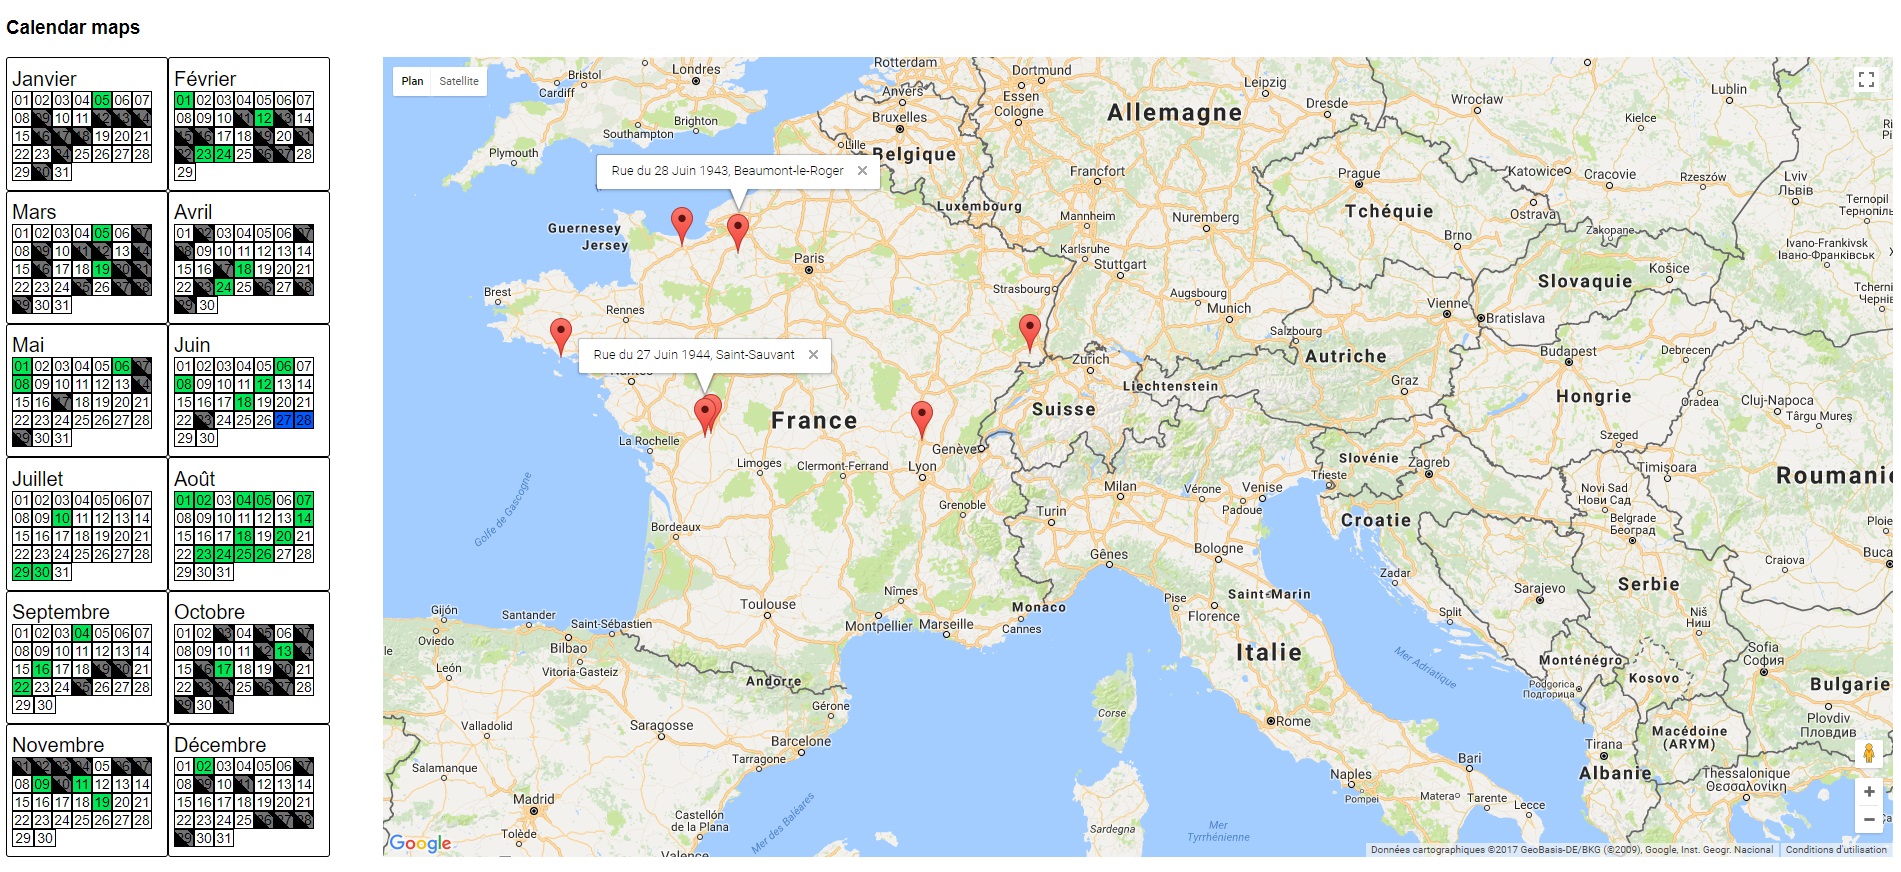 Calendar maps
Janvier
01 02 03 04 05 06 07
08 09 10 11 12 13 14
15 16 17 18 19 20 21
22 23 24 25 26 27 28
29 30 31
Février
01 02 03 04 05 06 07
08 09 10 11 12 13 14
15 16 17 18 19 20 21
22 23 24 25 26 27 28
29
Mars
01 02 03 04 05 06 07
08 09 10 11 12 13 14
15 16 17 18 19 20 21
22 23 24 25 26 27 28
29 30 31
Avril
01 02 03 04 05 06 07
08 09 10 11 12 13 14
15 16 17 18 19 20 21
22 23 24 25 26 27 28
29 30
Mai
01 02 03 04 05 06 07
08 09 10 11 12 13 14
15 16 17 18 19 20 21
22 23 24 25 26 27 28
29 30 31
Juin
01 02 03 04 05 06 07
08 09 10 11 12 13 14
15 16 17 18 19 20 21
22 23 24 25 26 27 28
29 30
Juillet
01 02 03 04 05 06 07
08 09 10 11 12 13 14
15 16 17 18 19 20 21
22 23 24 25 26 27 28
29 30 31
Août
01 02 03 04 05 06 07
08 09 10 11 12 13 14
15 16 17 18 19 20 21
22 23 24 25 26 27 28
29 30 31
Septembre
01 02 03 04 05 06 07
08 09 10 11 12 13 14
15 16 17 18 19 20 21
22 23 24 25 26 27 28
29 30
Octobre
01 02 03 04 05 06 07
08 09 10 11 12 13 14
15 16 17 18 19 20 21
22 23 24 25 26 27 28
29 30 31
Novembre
01 02 03 04 05 06 07
08 09 10 11 12 13 14
15 16 17 18 19 20 21
22 23 24 25 26 27 28
29 30
Décembre
01 02 03 04 05 06 07
08 09 10 11 12 13 14
15 16 17 18 19 20 21
22 23 24 25 26 27 28
29 30 31
Plan Satellite
Bristol
Cardiff
Londres
Southampton
Brighton
Plymouth
Rotterdam
Anvers
Bruxelles
Lille
Belgique
Dortmund
Essen
Cologne
Allemagne
Leipzig
Dresde
Wrocław
Lublin
Kielce
Rue du 28 Juin 1943, Beaumont-le-Roger
Luxembourg
Francfort
Mannheim
Nuremberg
Prague
Tchéquie
Katowice
Cracovie
Rzeszów
Ostrava
Lviv
Львів
Guernesey
Jersey
Paris
Karlsruhe
Stuttgart
Strasbourg
Augsbourg
Munich
Brno
Zakopane
Košice
Slovaquie
Ivano-Frankivsk
Івано-Франківськ
Brest
Rennes
Vienne
Bratislava
Salzbourg
Rue du 27 Juin 1944, Saint-Sauvant
Nantes
Zurich
Liechtenstein
Autriche
Graz
Budapest
Debrecen
Hongrie
Oradea
Cluj-Napoca
Târgu Mureș
France
Suisse
La Rochelle
Genève
Limoges
Clermont-Ferrand
Lyon
Szeged
Slovénie
Zagreb
Trieste
Timișoara
Golfe de Gascogne
Grenoble
Milan
Vérone
Venise
Padoue
Turin
Croatie
Novi Sad
Нови Сад
Belgrade
Београд
Bordeaux
Gênes
Bologne
Zadar
Sarajevo
Serbie
Craiova
Gijón
Oviedo
Santander
Saint-Sébastien
Bilbao
Vitoria-Gasteiz
León
Toulouse
Nîmes
Montpellier
Marseille
Monaco
Cannes
Pise
Florence
Saint-Marin
Split
Niš
Ниш
Sofia
София
Italie
Mer Adriatique
Monténégro
Podgorica
Подгорица
Kosovo
Andorre
Gérone
Corse
Rome
Valladolid
Saragosse
Barcelone
Tarragone
Plovdiv
Пловдив
Macédoine
(ARYM)
Tirana
Albanie
Bari
Salamanque
Madrid
Tolède
Castellón
de la Plana
Mer des Baléares
Sardegna
Mer
Tyrrhénienne
Naples
Pompei
Matera
Tarente
Lecce
Thessalonique
Θεσσαλονίκη
Google
Données cartographiques ©2017 GeoBasis-DE/BKG (©2009), Google, Inst. Geogr. Nacional
Conditions d'utilisation